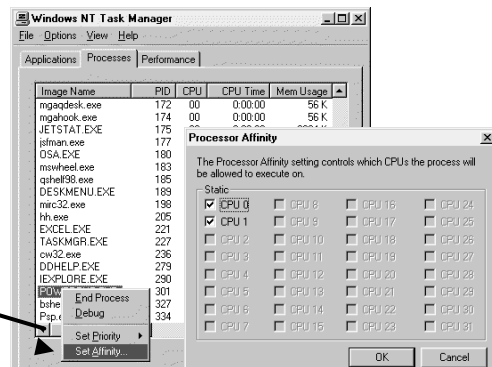 Windows NT Task Manager
File Options View Help
Applications Processes Performance
Image Name PID CPU CPU Time Mem Usage
mgaqdesk.exe 172 00 0:00:00 56 K
mgahook.exe 174 00 0:00:00 56 K
JETSTAT.EXE 175
jsfman.exe 177
OSA.EXE 180
mswheel.exe 183
qshelf98.exe 185
DESKMENU.EXE 189
mirc32.exe 198
hh.exe 205
EXCEL.EXE 221
TASKMGR.EXE 227
cw32.exe 236
DDHELP.EXE 279
IEXPLORE.EXE 290
301
327
334
End Process
Debug
Set Priority
Set Affinity...
Processor Affinity
The Processor Affinity setting controls which CPUs the process will
be allowed to execute on.
Static
CPU 0 CPU 8 CPU 16 CPU 24
CPU 1 CPU 9 CPU 17 CPU 25
CPU 2 CPU 10 CPU 18 CPU 26
CPU 3 CPU 11 CPU 19 CPU 27
CPU 4 CPU 12 CPU 20 CPU 28
CPU 5 CPU 13 CPU 21 CPU 29
CPU 6 CPU 14 CPU 22 CPU 30
CPU 7 CPU 15 CPU 23 CPU 31
OK Cancel